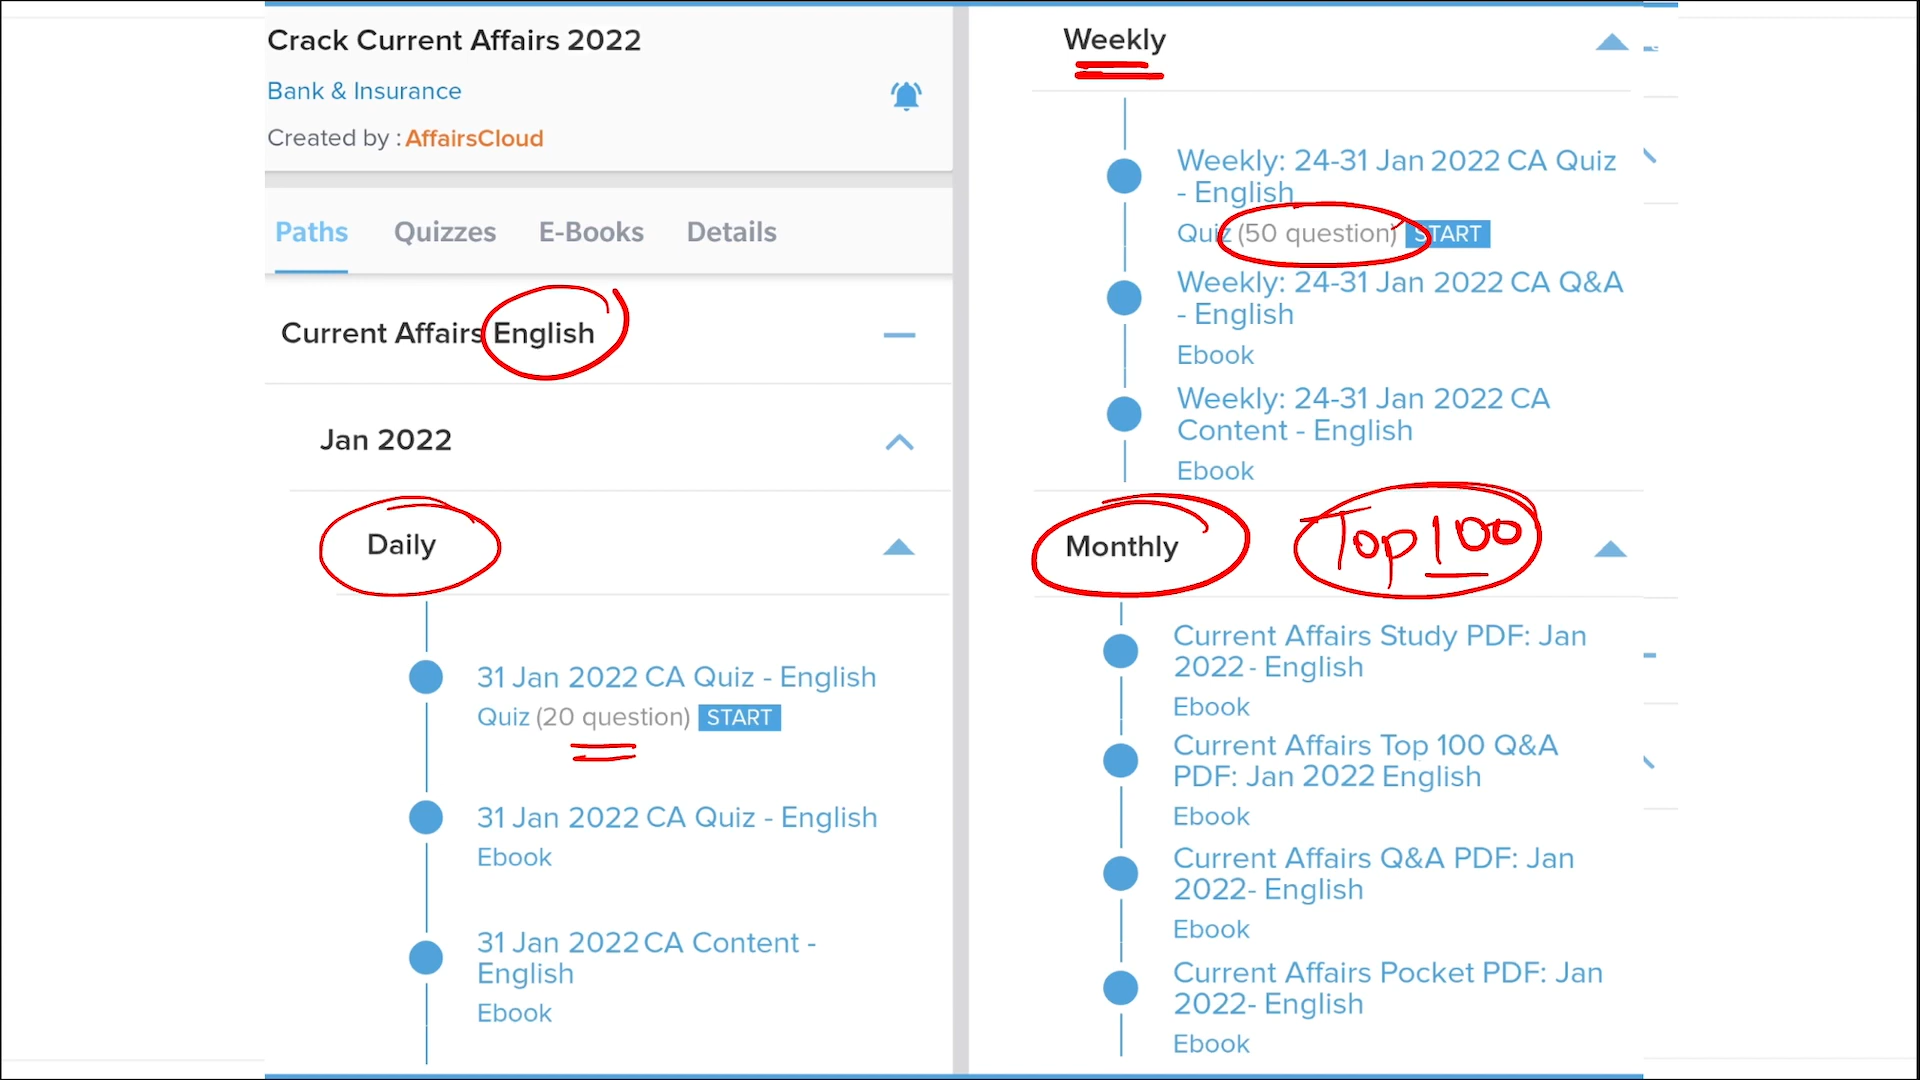 Crack Current Affairs 2022
Bank & Insurance
Created by : AffairsCloud
Paths Quizzes E-Books Details
Current Affairs English
Jan 2022
Daily
31 Jan 2022 CA Quiz - English
Quiz (20 question) START
31 Jan 2022 CA Quiz - English
Ebook
31 Jan 2022 CA Content -
English
Ebook
Weekly
Weekly: 24-31 Jan 2022 CA Quiz
- English
Quiz (50 question) START
Weekly: 24-31 Jan 2022 CA Q&A
- English
Ebook
Weekly: 24-31 Jan 2022 CA
Content - English
Ebook
Monthly Top 100
Current Affairs Study PDF: Jan
2022 - English
Ebook
Current Affairs Top 100 Q&A
PDF: Jan 2022 English
Ebook
Current Affairs Q&A PDF: Jan
2022- English
Ebook
Current Affairs Pocket PDF: Jan
2022- English
Ebook